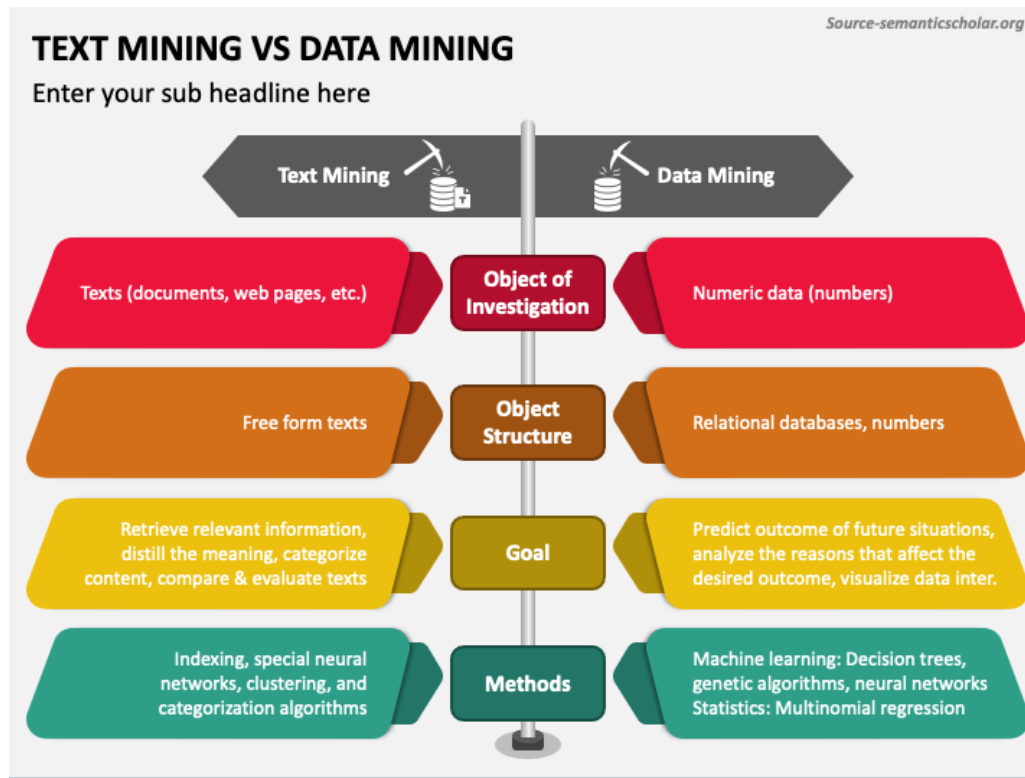 Source-semanticscholar.org
TEXT MINING VS DATA MINING
Enter your sub headline here
Text Mining
T
Data Mining
Texts (documents, web pages, etc.)
Object of
Investigation
Numeric data (numbers)
Free form texts
Object
Structure
Relational databases, numbers
Retrieve relevant information,
distill the meaning, categorize
content, compare & evaluate texts
Goal
Predict outcome of future situations,
analyze the reasons that affect the
desired outcome, visualize data inter.
Indexing, special neural
networks, clustering, and
categorization algorithms
Methods
Machine learning: Decision trees,
genetic algorithms, neural networks
Statistics: Multinomial regression